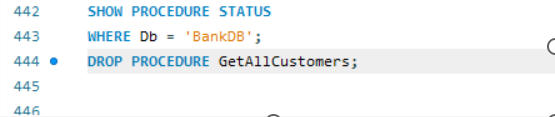 442 SHOW PROCEDURE STATUS
443 WHERE Db = 'BankDB';
444 DROP PROCEDURE GetAllCustomers;
445
446